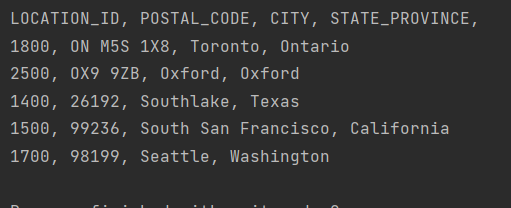 LOCATION_ID, POSTAL_CODE, CITY, STATE_PROVINCE,
1800, ON M5S 1X8, Toronto, Ontario
2500, OX9 9ZB, Oxford, Oxford
1400, 26192, Southlake, Texas
1500, 99236, South San Francisco, California
1700, 98199, Seattle, Washington